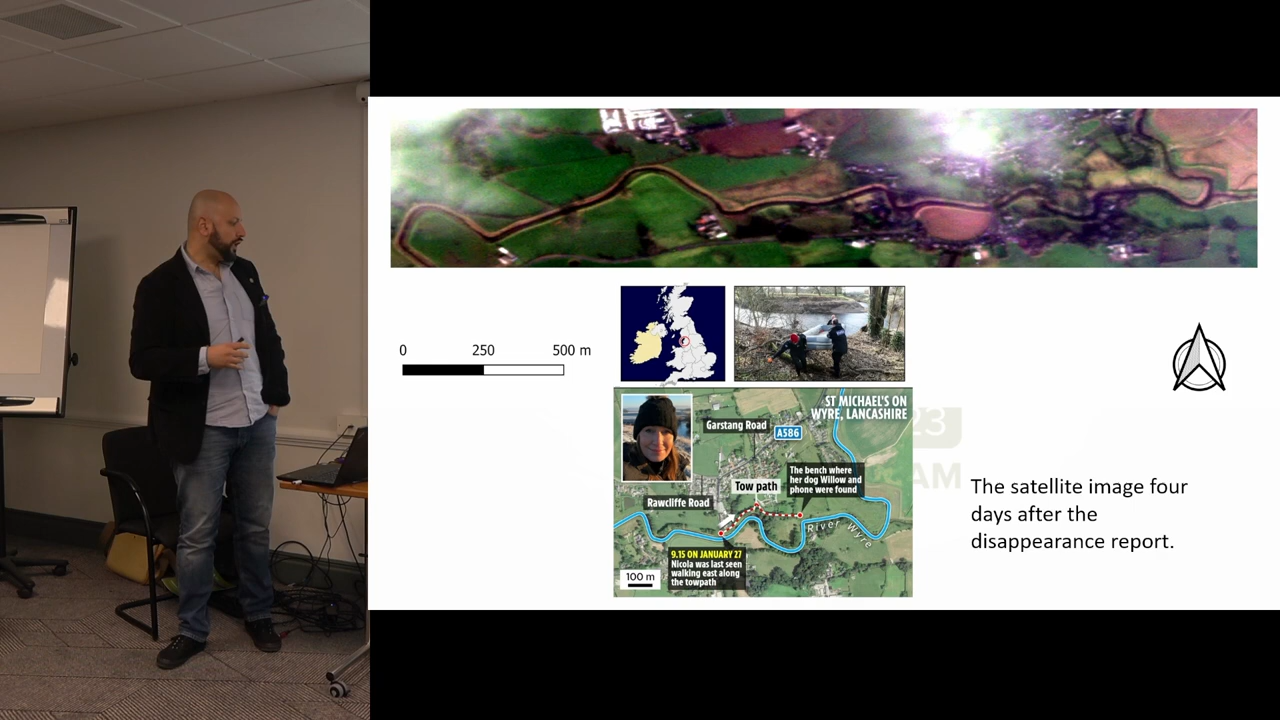 0 250 500 m
ST MICHAEL'S ON
WYRE, LANCASHIRE
Garstang Road
A586
The bench where
her dog Willow and
phone were found
Tow path
Rawcliffe Road
River Wyre
9.15 ON JANUARY 27
Nicola was last seen
walking east along
the towpath
100 m
23
AM
The satellite image four
days after the
disappearance report.